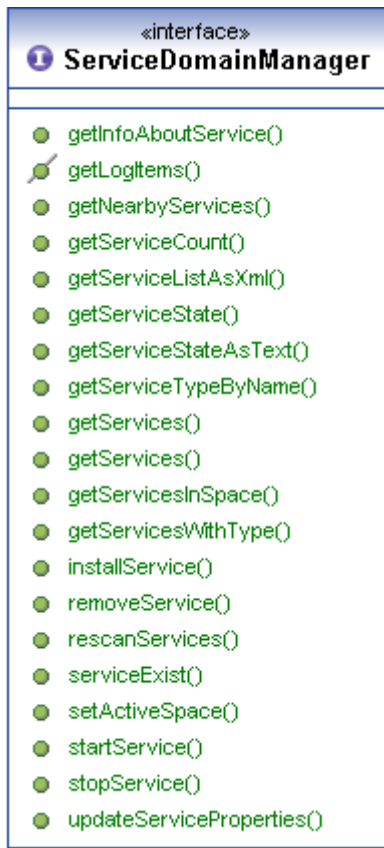 «interface»
I ServiceDomainManager
getInfoAboutService()
getLogItems()
getNearbyServices()
getServiceCount()
getServiceListAsXml()
getServiceState()
getServiceStateAsText()
getServiceTypeByName()
getServices()
getServices()
getServicesInSpace()
getServicesWithType()
installService()
removeService()
rescanServices()
serviceExist()
setActiveSpace()
startService()
stopService()
updateServiceProperties()